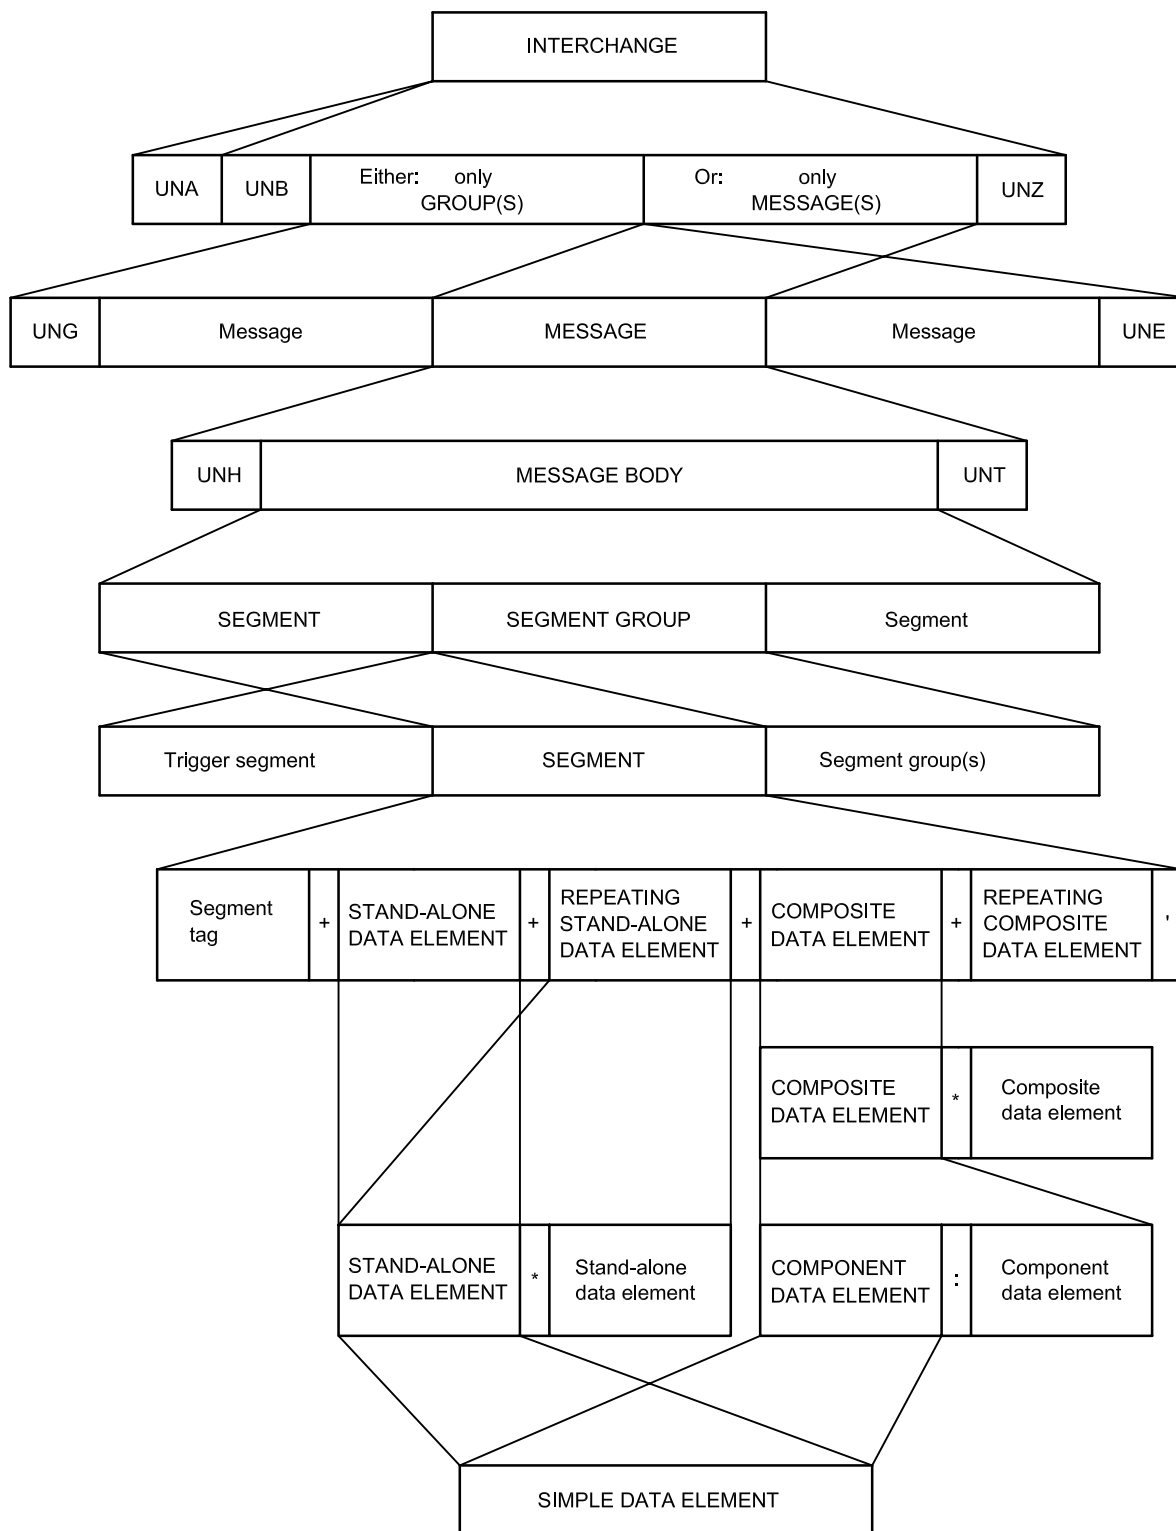 INTERCHANGE
UNA
UNB
Either: only
GROUP(S)
Or: only
MESSAGE(S)
UNZ
UNG
Message
MESSAGE
Message
UNE
UNH
MESSAGE BODY
UNT
SEGMENT
SEGMENT GROUP
Segment
Trigger segment
SEGMENT
Segment group(s)
Segment
tag
+
STAND-ALONE
DATA ELEMENT
+
REPEATING
STAND-ALONE
DATA ELEMENT
+
COMPOSITE
DATA ELEMENT
+
REPEATING
COMPOSITE
DATA ELEMENT
'
COMPOSITE
DATA ELEMENT
*
Composite
data element
STAND-ALONE
DATA ELEMENT
*
Stand-alone
data element
COMPONENT
DATA ELEMENT
:
Component
data element
SIMPLE DATA ELEMENT